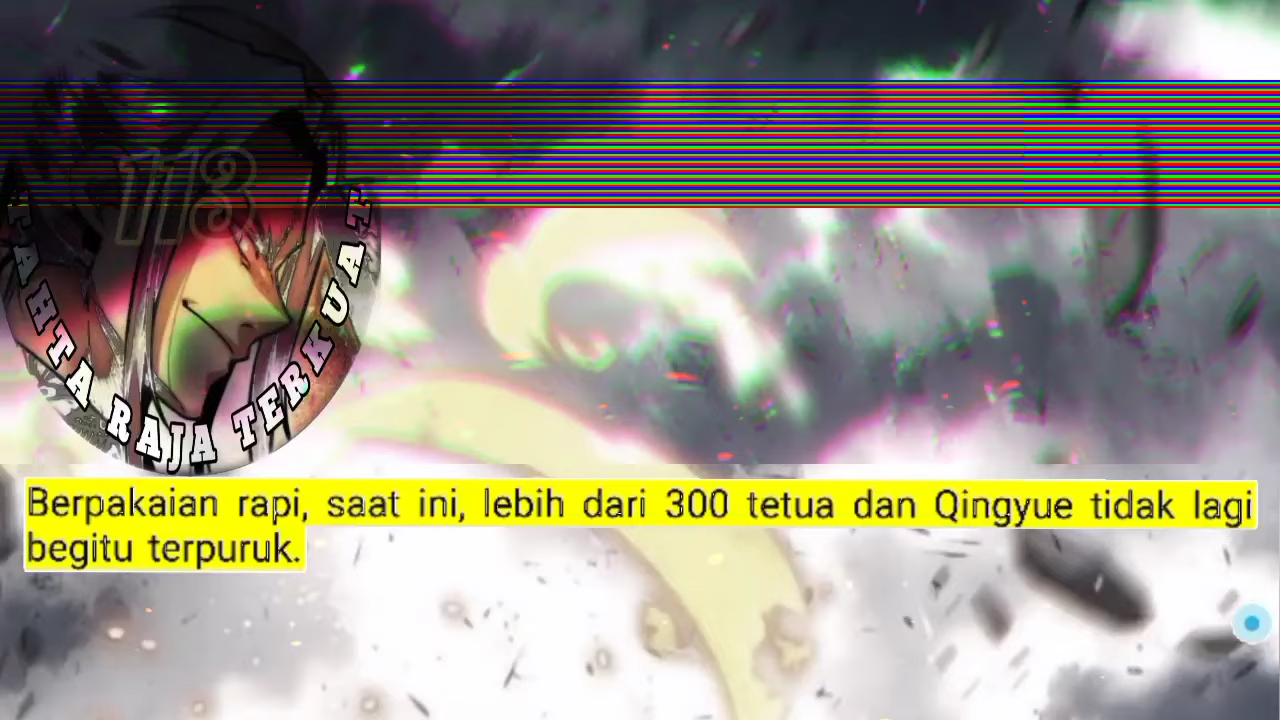 113
TAHTA RAJA TERKUAT
Berpakaian rapi, saat ini, lebih dari 300 tetua dan Qingyue tidak lagi
begitu terpuruk.